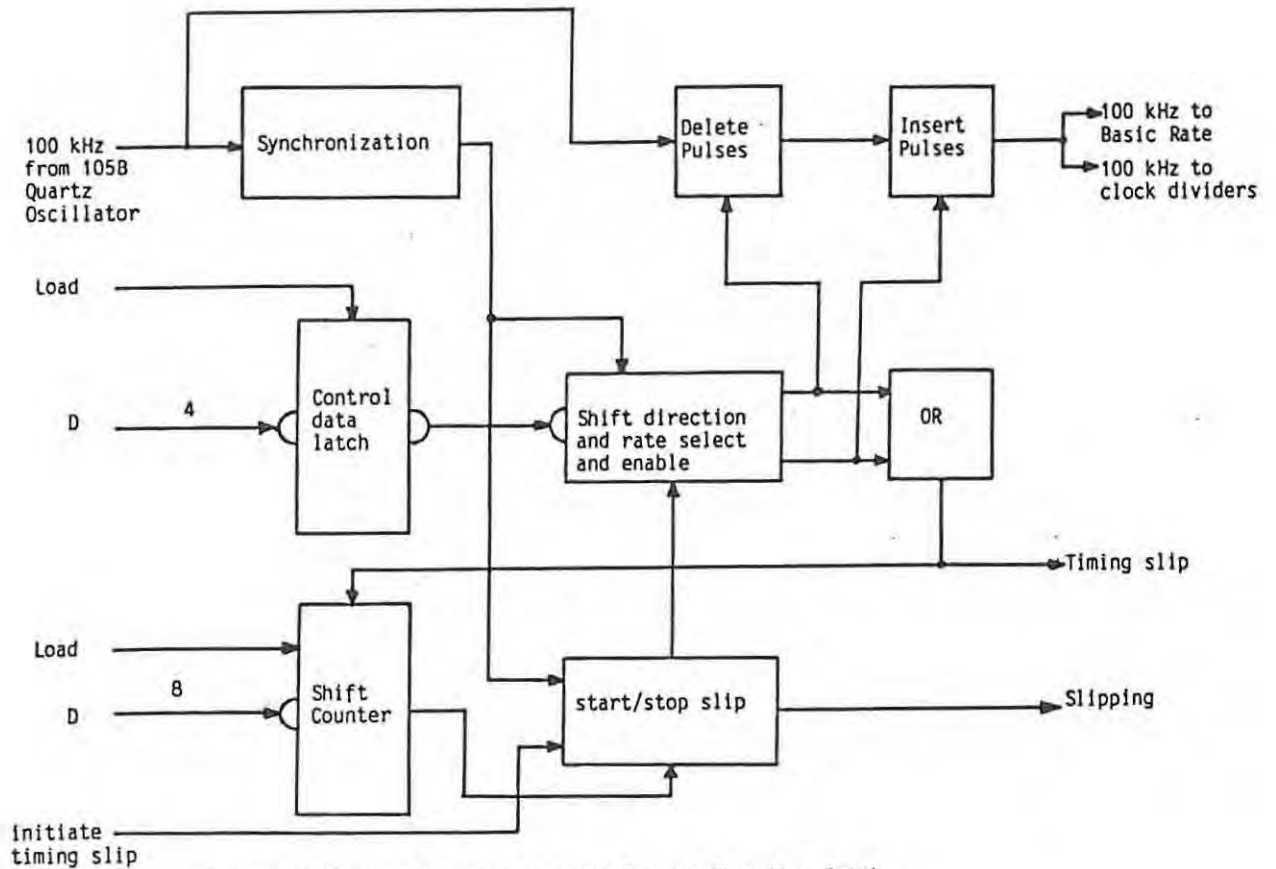 100 kHz
from 105B
Quartz
Oscillator
Synchronization
Delete
Pulses
Insert
Pulses
100 kHz to
Basic Rate
100 kHz to
clock dividers
Load
D
4
Control
data
latch
Shift direction
and rate select
and enable
OR
Timing slip
Load
D
8
Shift
Counter
start/stop slip
Slipping
Initiate
timing slip